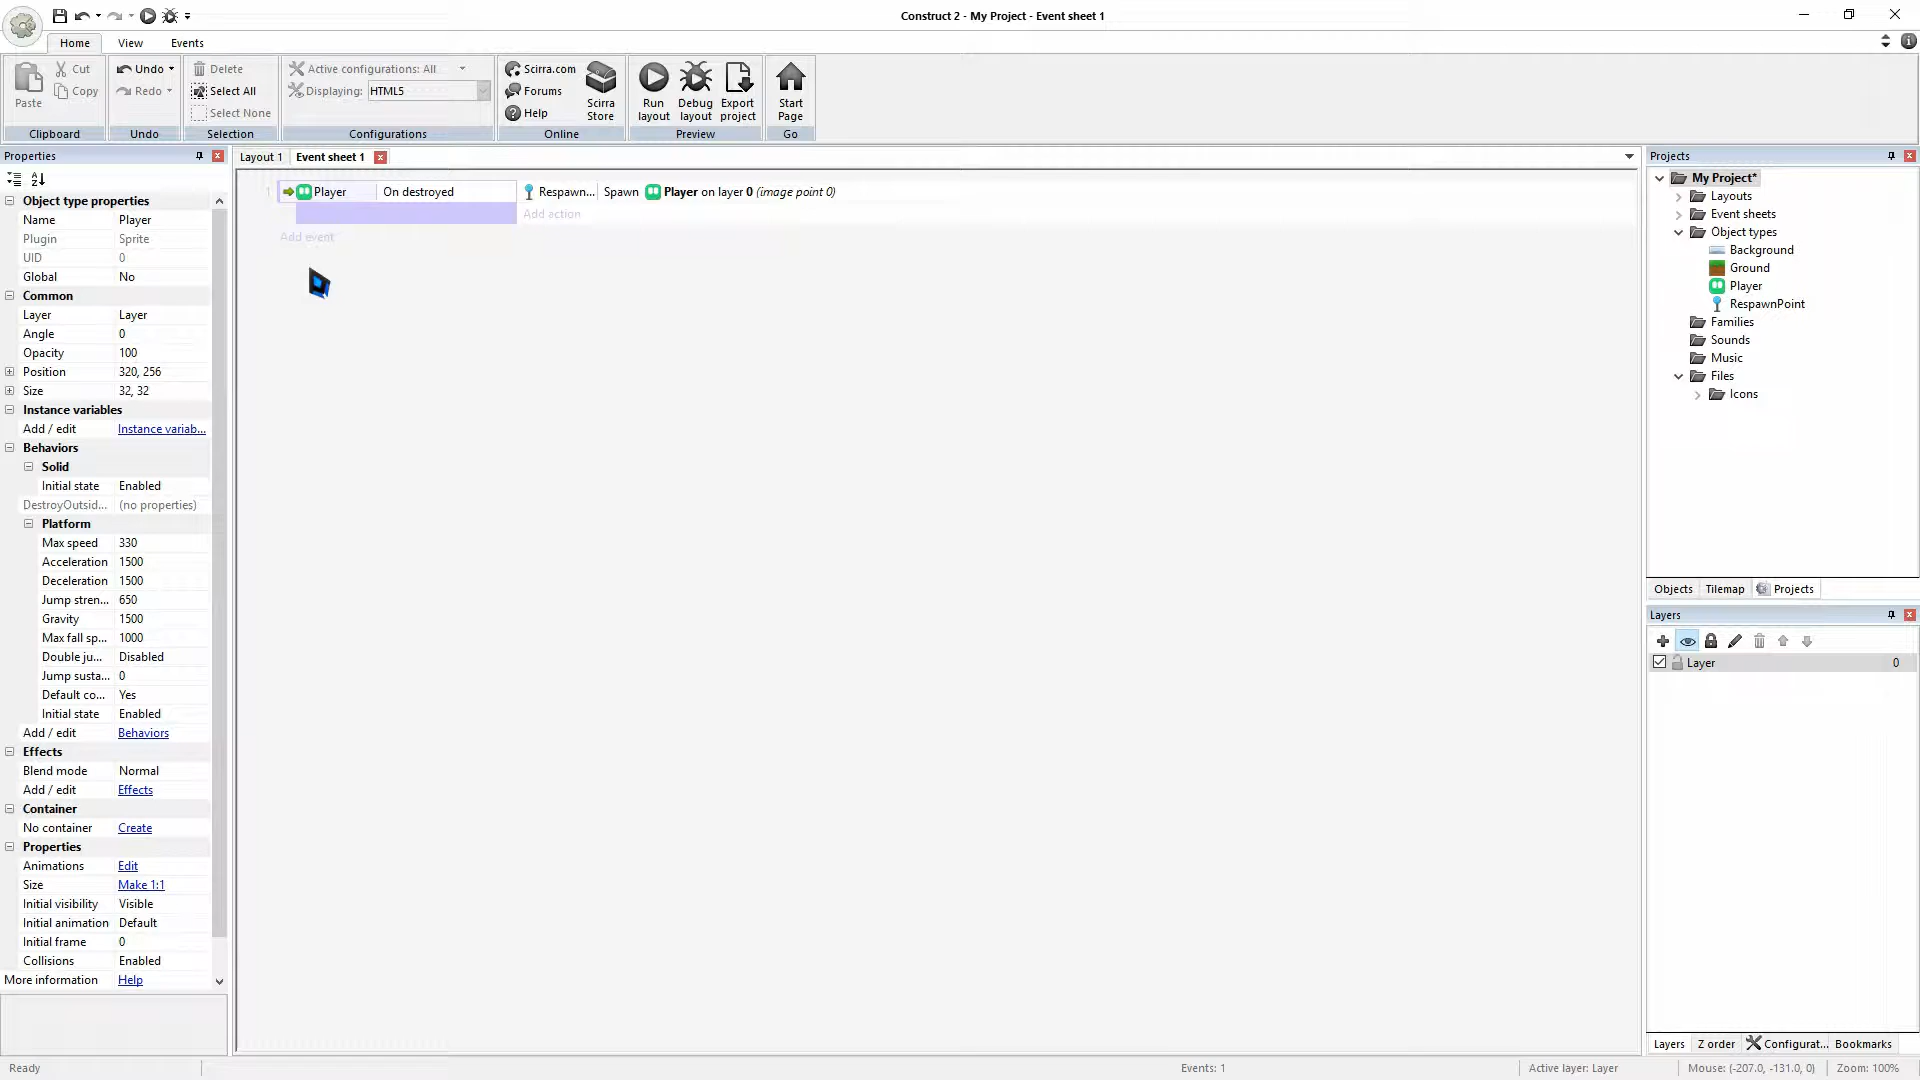 Construct 2 - My Project - Event sheet 1
Home View Events
Paste Cut Copy Clipboard
Undo Redo Undo
Delete Select All Select None Selection
Active configurations: All
Displaying: HTML5
Configurations
Scirra.com Forums Help Scirra Store Online
Run layout Debug layout Export project Preview
Start Page Go
Properties
Object type properties
Name Player
Plugin Sprite
UID 0
Global No
Common
Layer Layer
Angle 0
Opacity 100
Position 320, 256
Size 32, 32
Instance variables
Add / edit Instance variab...
Behaviors
Solid
Initial state Enabled
DestroyOutsid... (no properties)
Platform
Max speed 330
Acceleration 1500
Deceleration 1500
Jump stren... 650
Gravity 1500
Max fall sp... 1000
Double ju... Disabled
Jump susta... 0
Default co... Yes
Initial state Enabled
Add / edit Behaviors
Effects
Blend mode Normal
Add / edit Effects
Container
No container Create
Properties
Animations Edit
Size Make 1:1
Initial visibility Visible
Initial animation Default
Initial frame 0
Collisions Enabled
More information Help
Layout 1 Event sheet 1
1 Player On destroyed Respawn... Spawn Player on layer 0 (image point 0)
Add action
Add event
Projects
My Project*
Layouts
Event sheets
Object types
Background
Ground
Player
RespawnPoint
Families
Sounds
Music
Files
Icons
Objects Tilemap Projects
Layers
Layer 0
Layers Z order Configurat... Bookmarks
Ready Events: 1 Active layer: Layer Mouse: (-207.0, -131.0, 0) Zoom: 100%